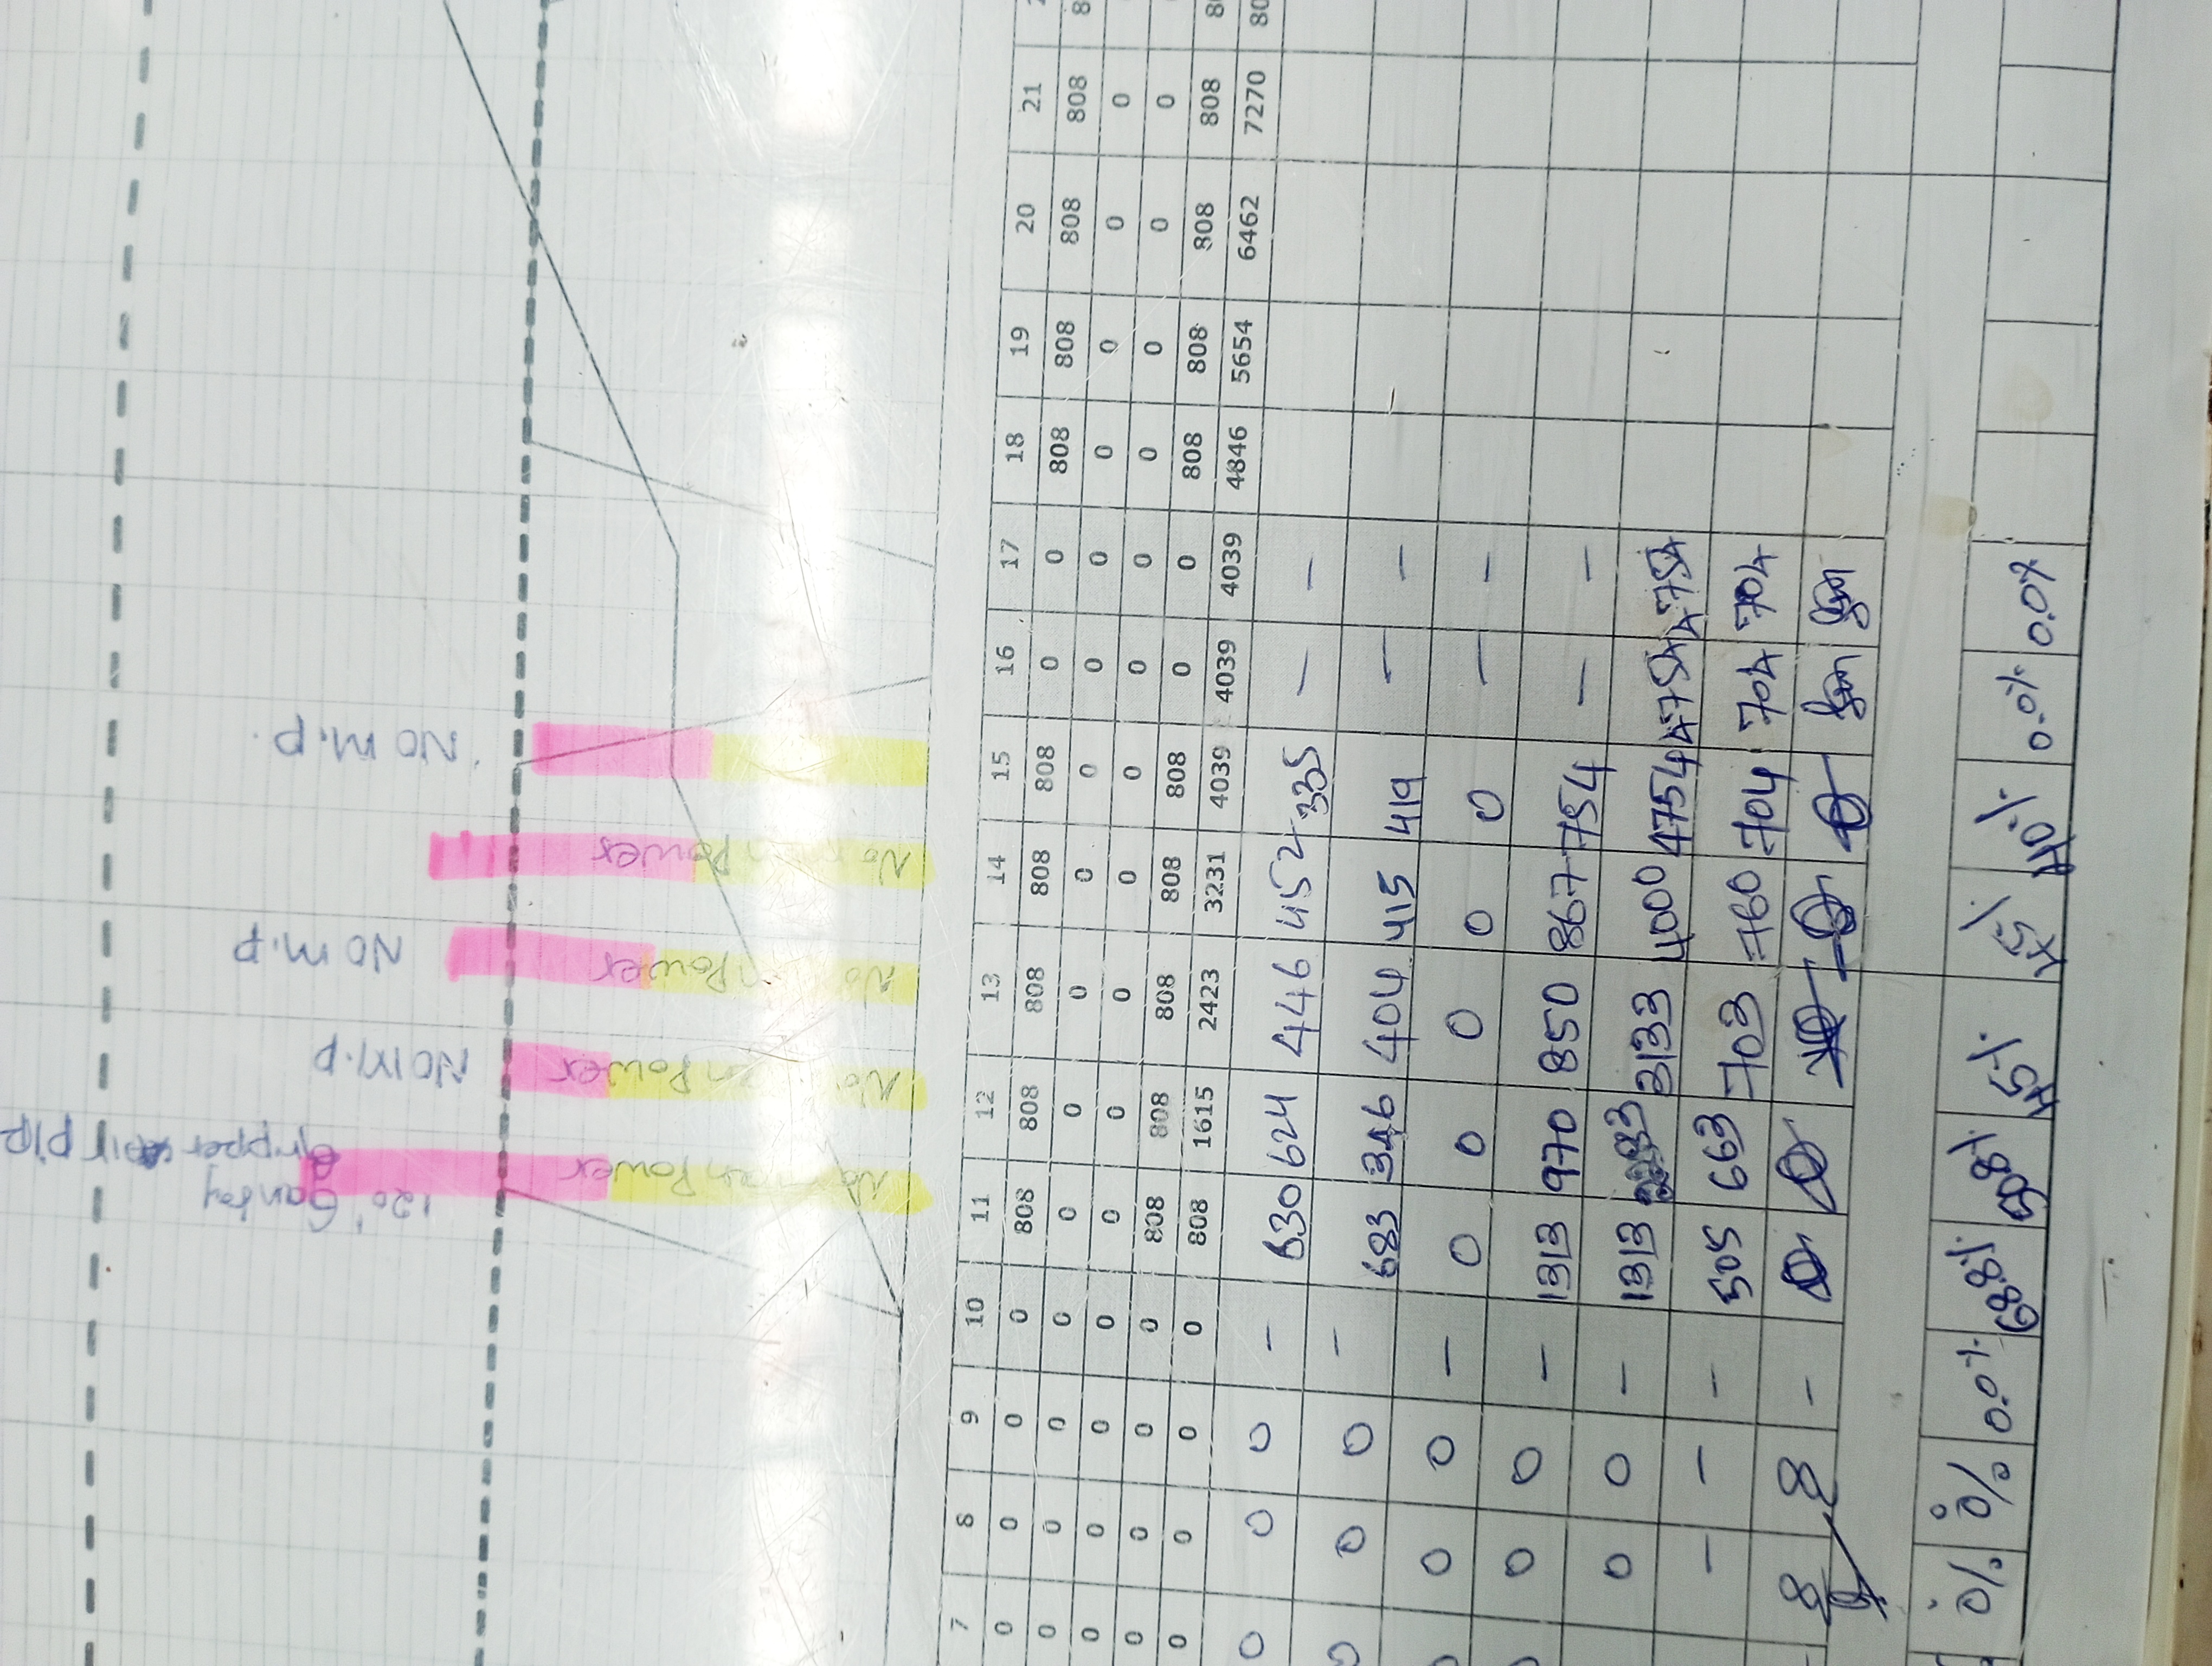 120' Gantry
Gripper air pip
NO M.P
NO m.P
NO m.p.
No man Power
No man Power
No man Power
No man Power
7 8 9 10 11 12 13 14 15 16 17 18 19 20 21
0 0 0 0 808 808 808 808 808 0 0 808 808 808 808 8
0 0 0 0 0 0 0 0 0 0 0 0 0 0 0
0 0 0 0 0 0 0 0 0 0 0 0 0 0 0
0 0 0 0 808 808 808 808 808 0 0 808 808 808 808 8
0 0 0 0 808 1615 2423 3231 4039 4039 4039 4846 5654 6462 7270 80
0 0 0 - 630 624 446 452 335 - -
0 0 0 - 683 346 404 415 419 - -
0 0 0 - 0 0 0 0 0 - -
0 0 0 - 1313 970 850 867 754 - -
0 0 - 1313 2283 3133 4000 4754 4754 4754
- - - 505 663 703 760 704 704 704
- 8 8 - 0 0 0 0
0% 0% 0.0% 68.8% 50.8% 45% 45% 40% 0.0% 0.0%